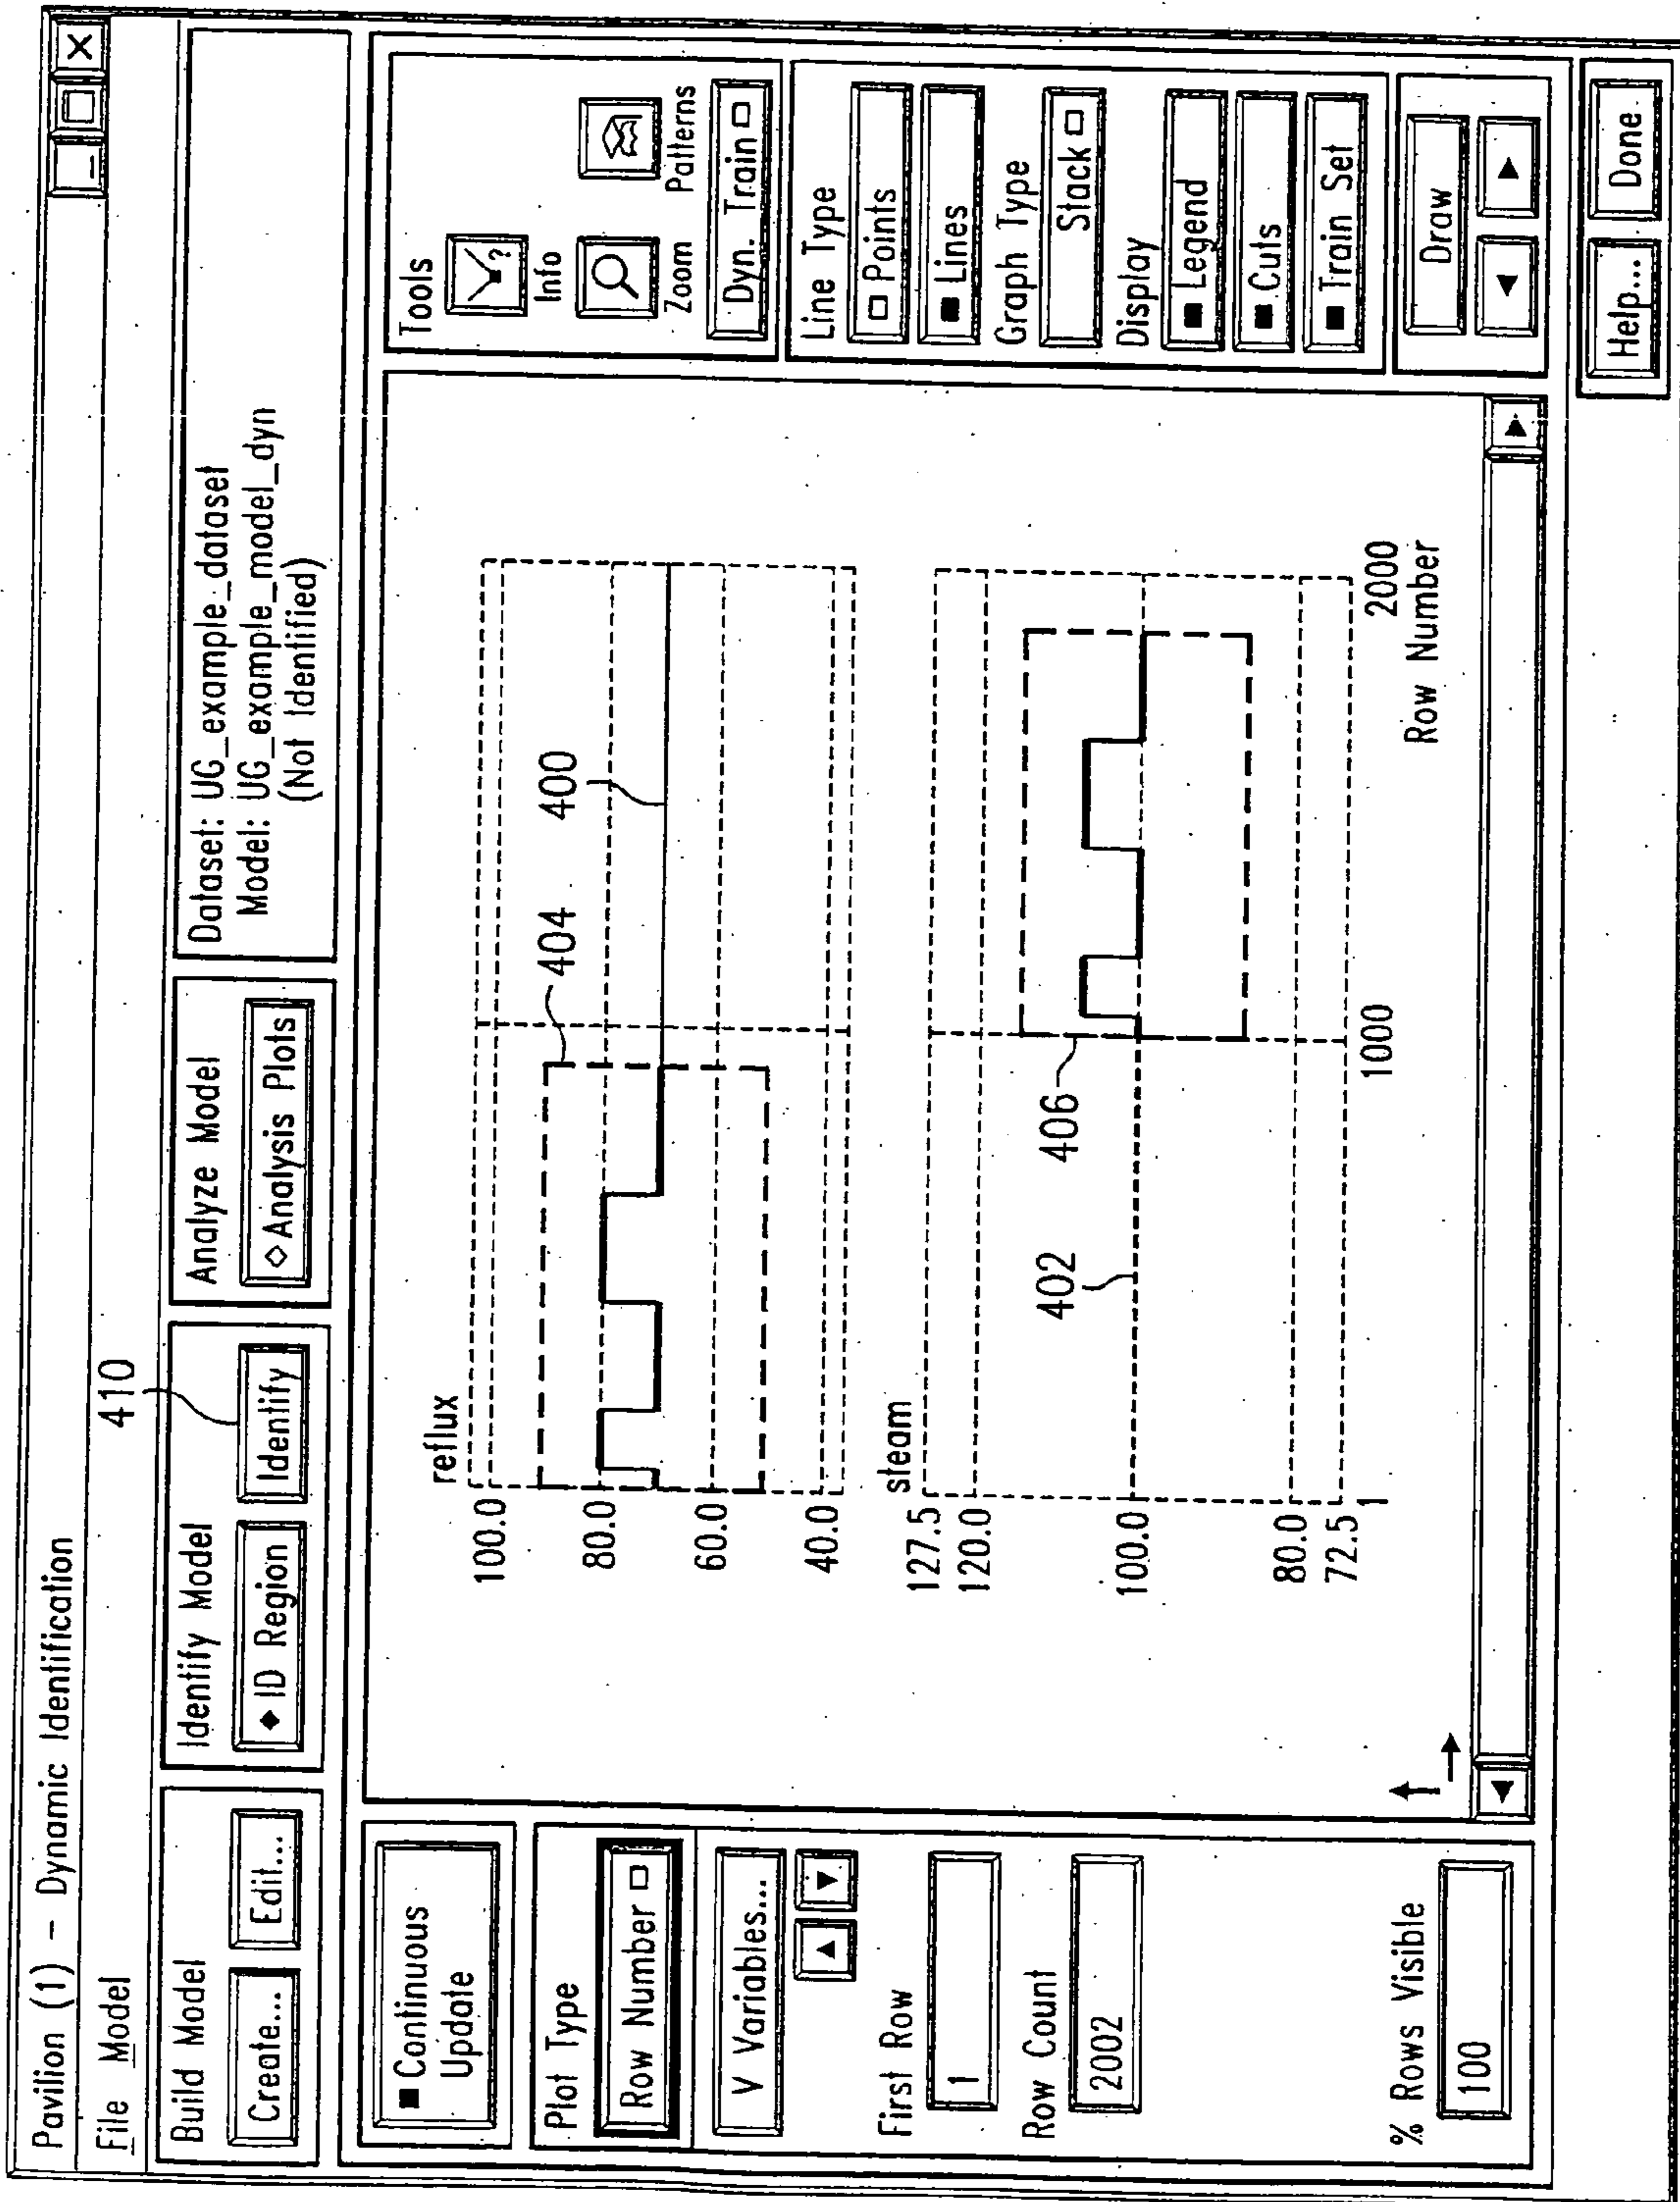 Pavilion (1) – Dynamic Identification
File Model
410
Build Model
Create...
Edit...
Identify Model
◆ ID Region
Identify
Analyze Model
◇ Analysis Plots
Dataset: UG_example_dataset
Model: UG_example_model_dyn
(Not Identified)
■ Continuous
Update
Plot Type
Row Number
V Variables...
First Row
1
Row Count
2002
% Rows Visible
100
reflux
100.0
80.0
60.0
40.0
404
400
steam
127.5
120.0
100.0
80.0
72.5
402
406
1
1000
2000
Row Number
Tools
?
Info
Zoom
Patterns
Dyn. Train
Line Type
Points
Lines
Graph Type
Stack
Display
Legend
Cuts
Train Set
Draw
Help...
Done